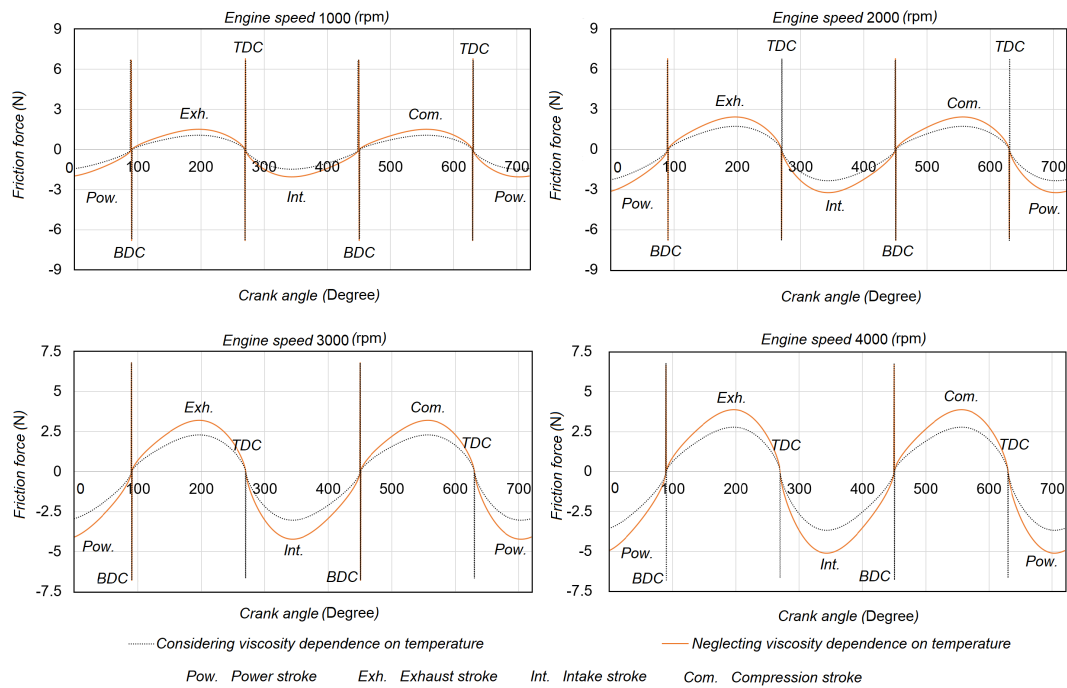 Engine speed 1000 (rpm)
9
6
3
0
-3
-6
-9
Friction force (N)
TDC
TDC
Exh.
Com.
0 100 200 300 400 500 600 700
Pow.
Int.
Pow.
BDC
BDC
Crank angle (Degree)
Engine speed 2000 (rpm)
9
6
3
0
-3
-6
-9
Friction force (N)
TDC
TDC
Exh.
Com.
0 100 200 300 400 500 600 700
Pow.
Int.
Pow.
BDC
BDC
Crank angle (Degree)
Engine speed 3000 (rpm)
7.5
5
2.5
0
-2.5
-5
-7.5
Friction force (N)
Exh.
Com.
TDC
TDC
0 100 200 300 400 500 600 700
Pow.
Int.
Pow.
BDC
BDC
Crank angle (Degree)
Engine speed 4000 (rpm)
7.5
5
2.5
0
-2.5
-5
-7.5
Friction force (N)
Exh.
Com.
TDC
TDC
0 100 200 300 400 500 600 700
Pow.
Int.
Pow.
BDC
BDC
Crank angle (Degree)
Considering viscosity dependence on temperature
Neglecting viscosity dependence on temperature
Pow. Power stroke Exh. Exhaust stroke Int. Intake stroke Com. Compression stroke